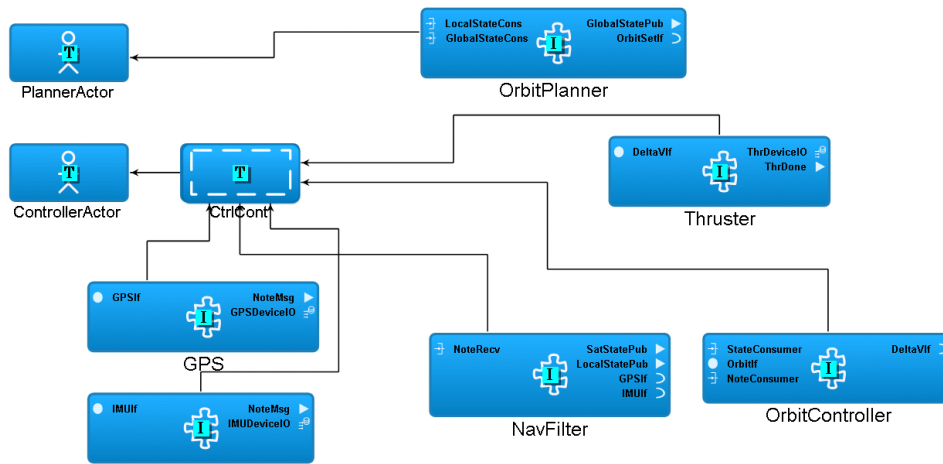 T
PlannerActor
LocalStateCons
GlobalStateCons
GlobalStatePub
OrbitSetIf
I
OrbitPlanner
T
ControllerActor
T
CtrlCont
DeltaVIf
ThrDeviceIO
ThrDone
I
Thruster
GPSIf
NoteMsg
GPSDeviceIO
I
GPS
IMUIf
NoteMsg
IMUDeviceIO
I
NoteRecv
SatStatePub
LocalStatePub
GPSIf
IMUIf
I
NavFilter
StateConsumer
OrbitIf
NoteConsumer
DeltaVIf
I
OrbitController